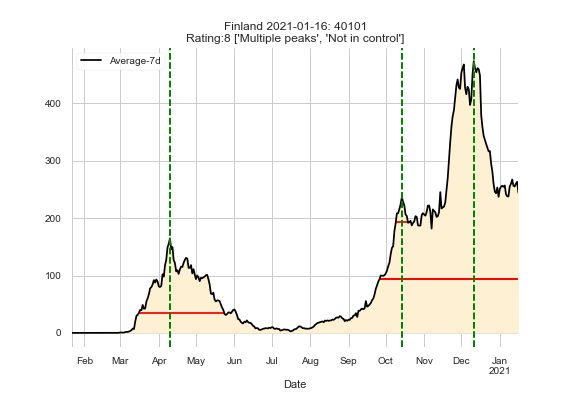 Finland 2021-01-16: 40101
Rating:8 ['Multiple peaks', 'Not in control']
Average-7d
400
300
200
100
0
Feb Mar Apr May Jun Jul Aug Sep Oct Nov Dec Jan
2021
Date